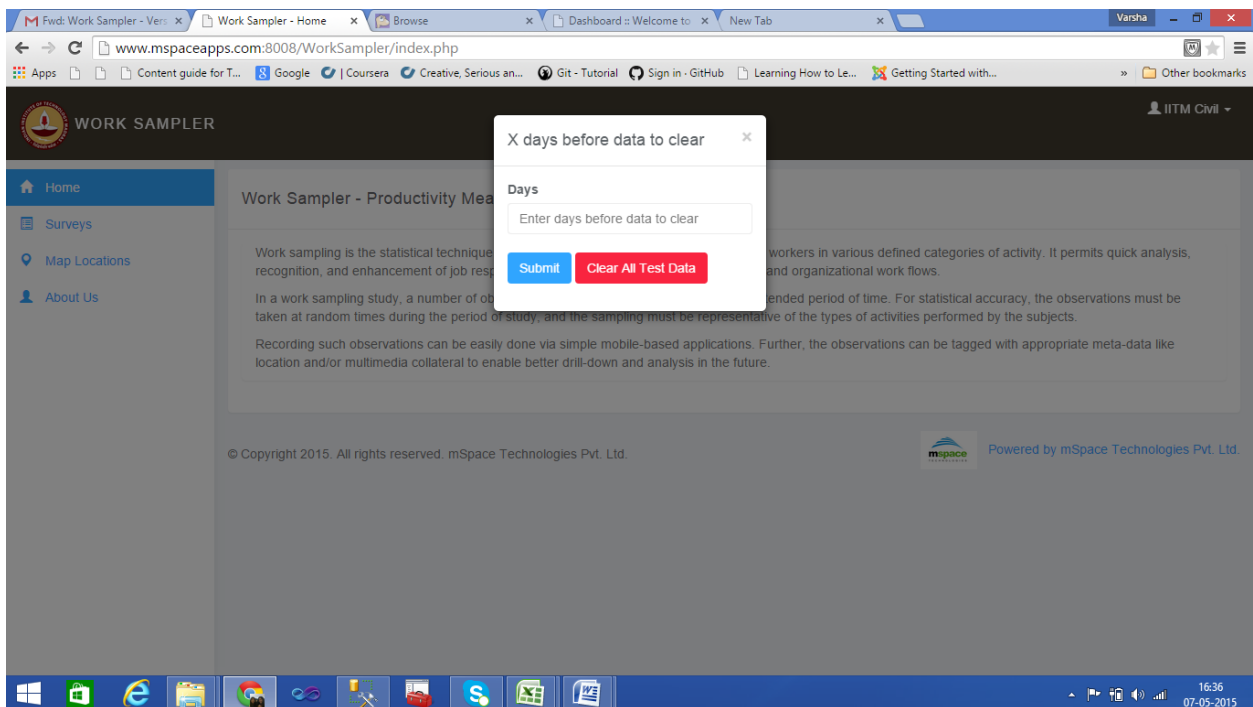 Fwd: Work Sampler - Vers
Work Sampler - Home
Browse
Dashboard :: Welcome to
New Tab
Varsha
www.mspaceapps.com:8008/WorkSampler/index.php
Apps
Content guide for T...
Google
| Coursera
Creative, Serious an...
Git - Tutorial
Sign in · GitHub
Learning How to Le...
Getting Started with...
»
Other bookmarks
WORK SAMPLER
IITM Civil
X days before data to clear
×
Home
Surveys
Map Locations
About Us
Work Sampler - Productivity Mea
Days
Enter days before data to clear
Submit
Clear All Test Data
Work sampling is the statistical technique workers in various defined categories of activity. It permits quick analysis,
recognition, and enhancement of job resp and organizational work flows.
In a work sampling study, a number of ob ended period of time. For statistical accuracy, the observations must be
taken at random times during the period of study, and the sampling must be representative of the types of activities performed by the subjects.
Recording such observations can be easily done via simple mobile-based applications. Further, the observations can be tagged with appropriate meta-data like
location and/or multimedia collateral to enable better drill-down and analysis in the future.
© Copyright 2015. All rights reserved. mSpace Technologies Pvt. Ltd.
mspace
Powered by mSpace Technologies Pvt. Ltd.
16:36
07-05-2015